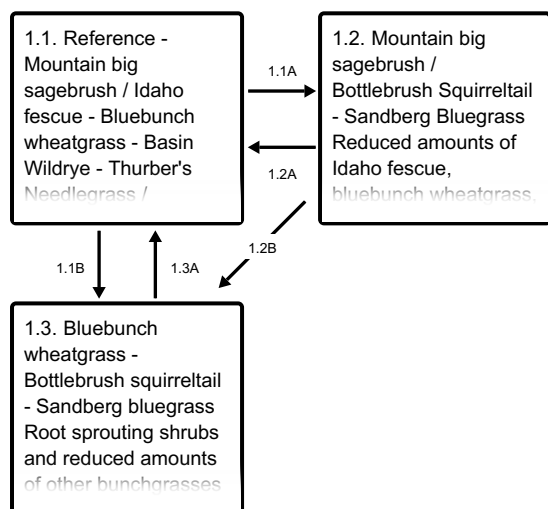 1.1. Reference -
Mountain big
sagebrush / Idaho
fescue - Bluebunch
wheatgrass - Basin
Wildrye - Thurber's
Needlegrass /
1.1A
1.2. Mountain big
sagebrush /
Bottlebrush Squirreltail
- Sandberg Bluegrass
Reduced amounts of
Idaho fescue,
bluebunch wheatgrass,
1.2A
1.2B
1.1B
1.3A
1.3. Bluebunch
wheatgrass -
Bottlebrush squirreltail
- Sandberg bluegrass
Root sprouting shrubs
and reduced amounts
of other bunchgrasses